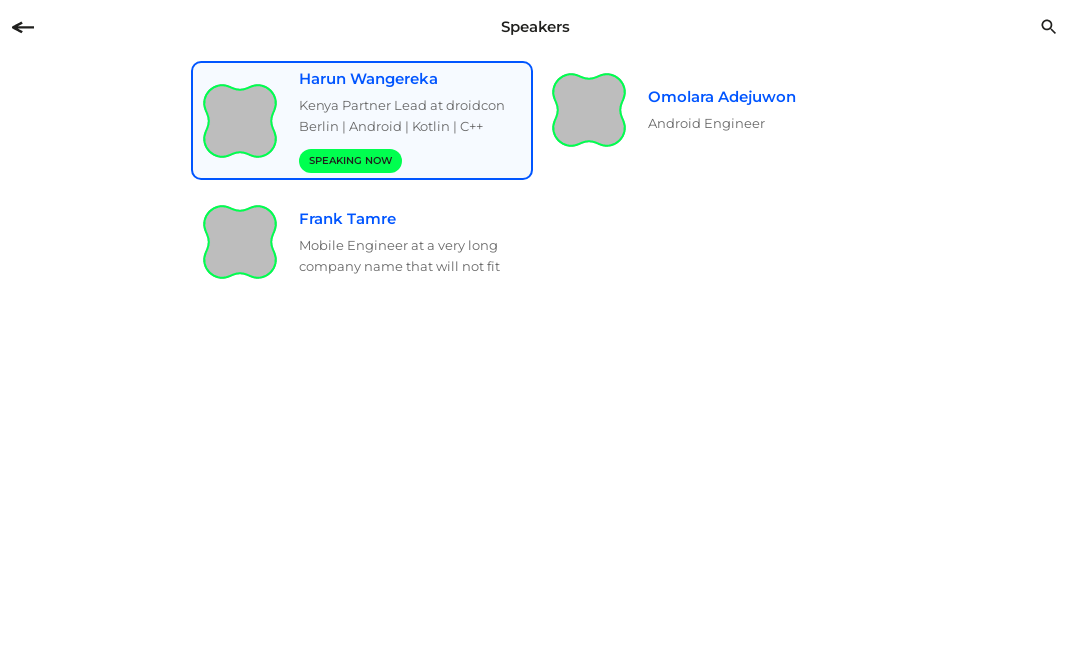 Speakers
Harun Wangereka
Kenya Partner Lead at droidcon
Berlin | Android | Kotlin | C++
SPEAKING NOW
Omolara Adejuwon
Android Engineer
Frank Tamre
Mobile Engineer at a very long
company name that will not fit